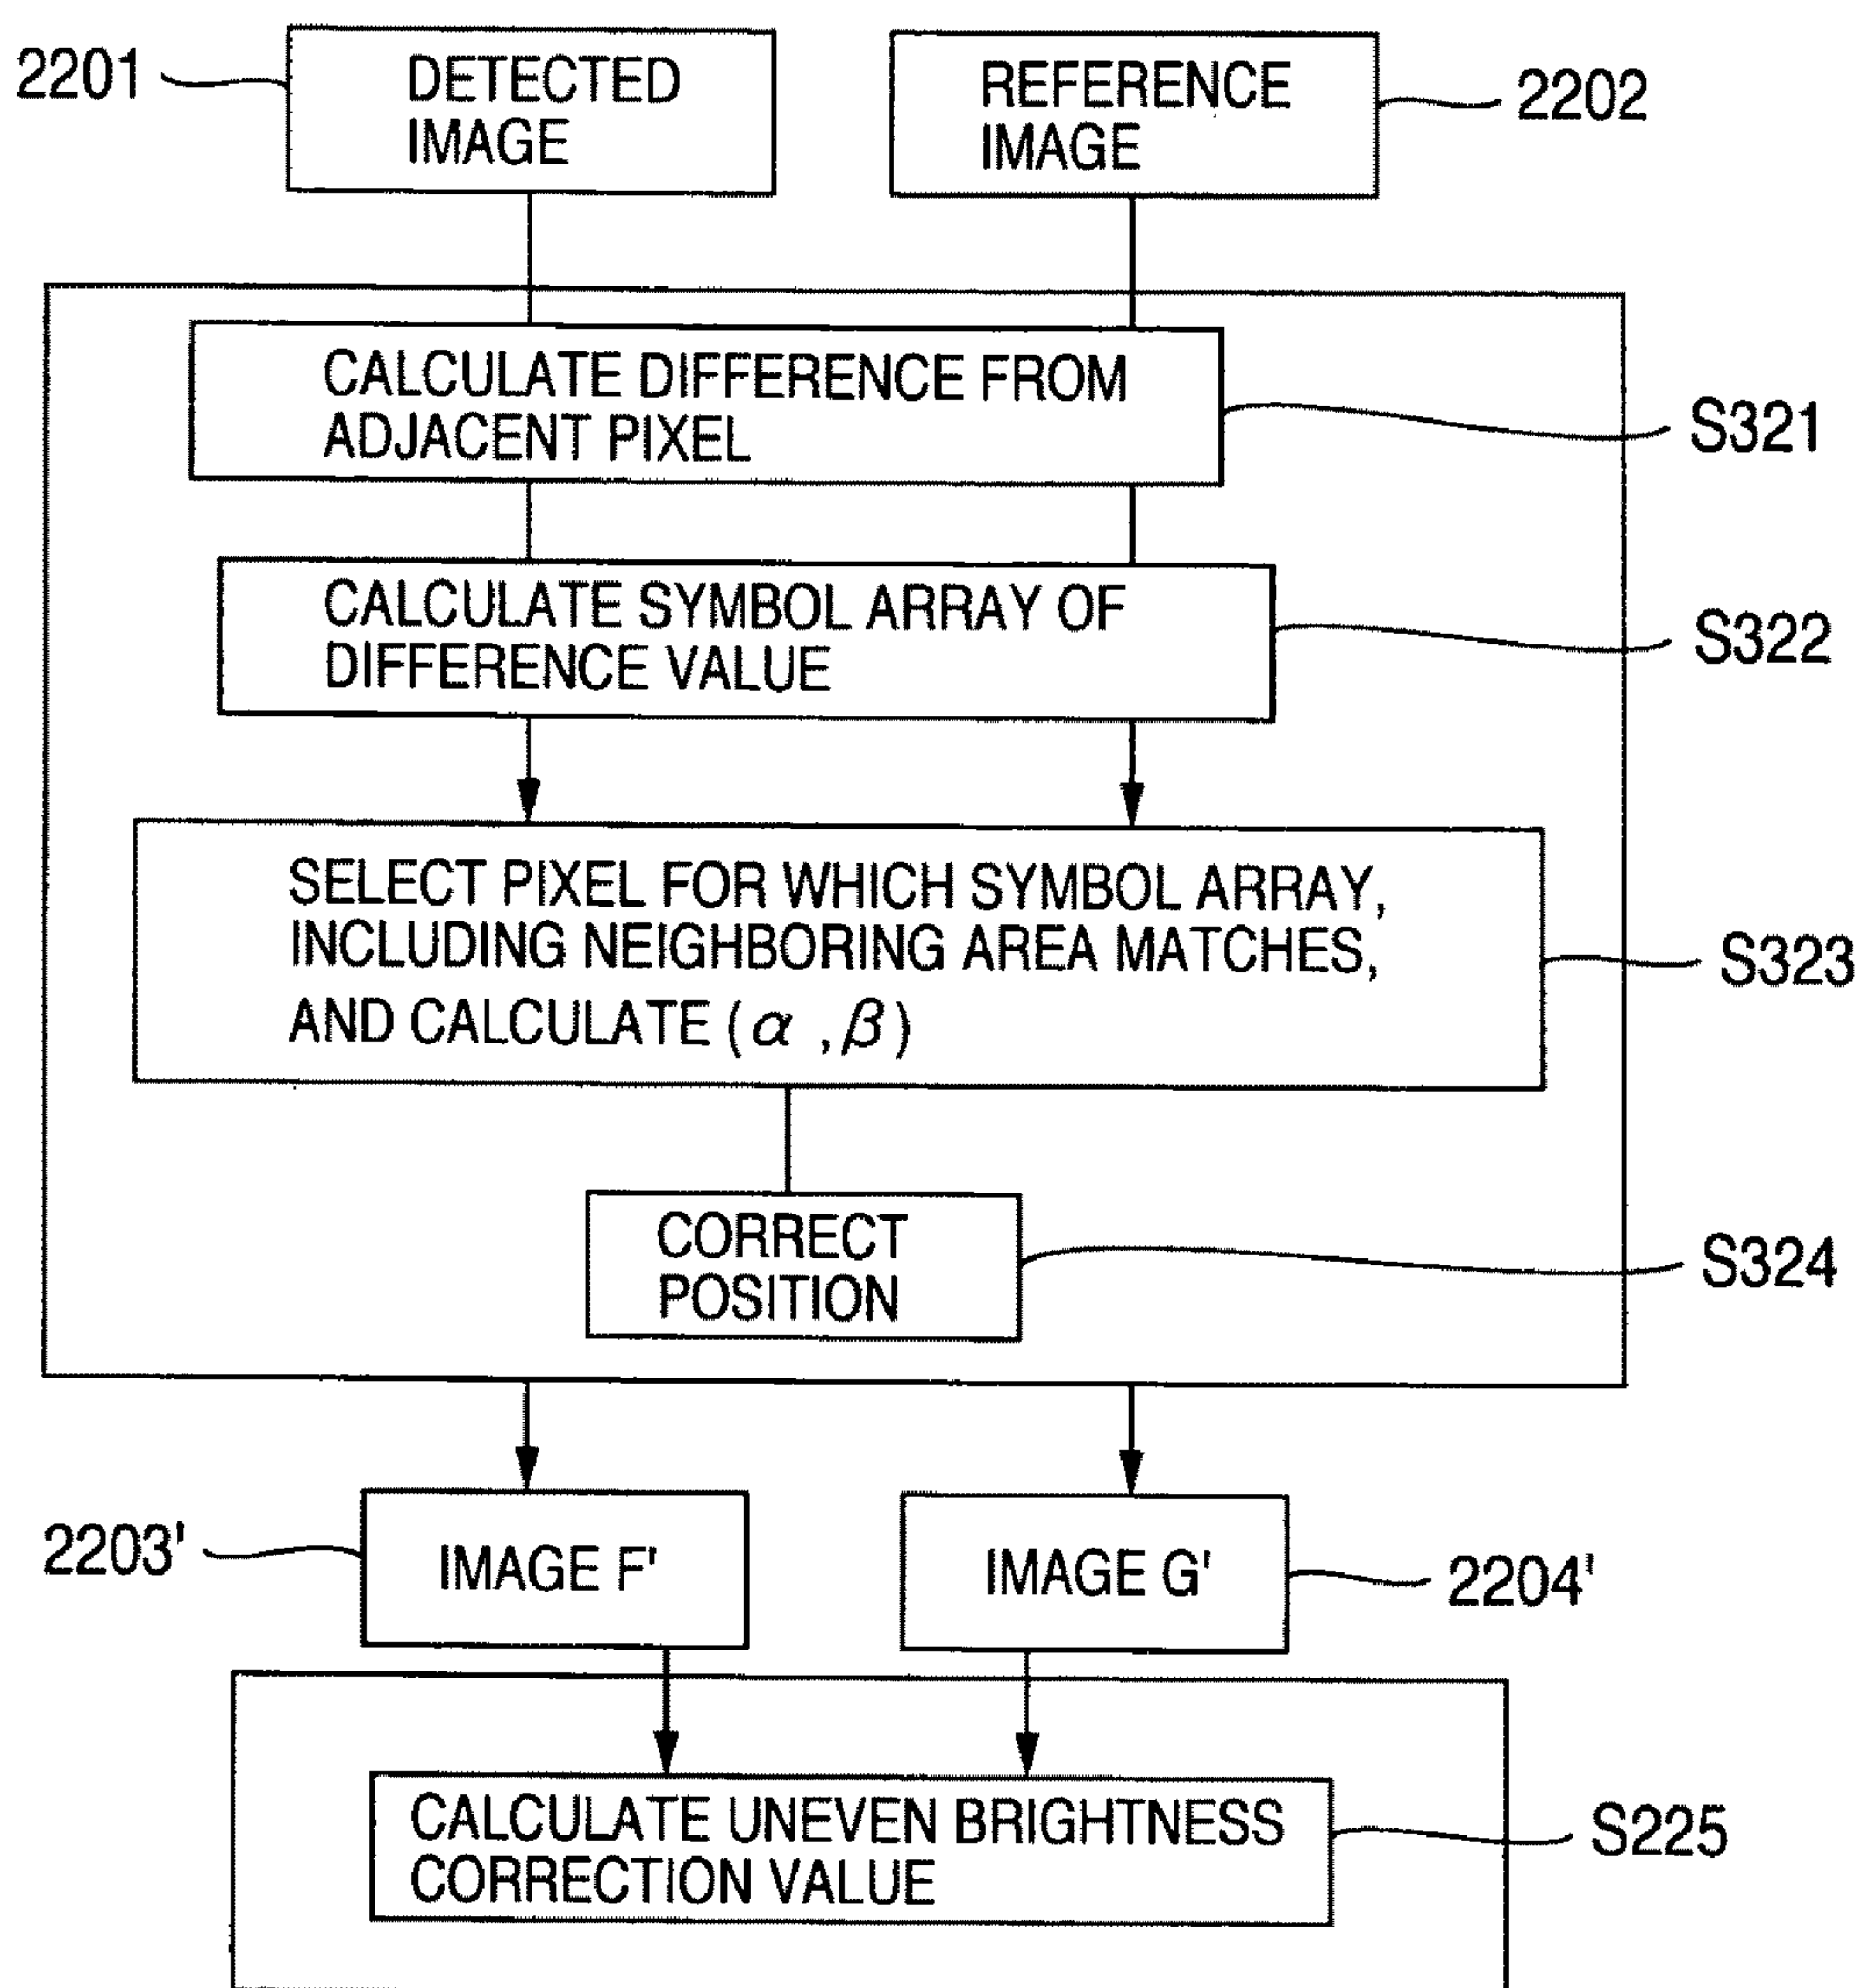 2201
DETECTED
IMAGE
REFERENCE
IMAGE
2202
CALCULATE DIFFERENCE FROM
ADJACENT PIXEL
S321
CALCULATE SYMBOL ARRAY OF
DIFFERENCE VALUE
S322
SELECT PIXEL FOR WHICH SYMBOL ARRAY,
INCLUDING NEIGHBORING AREA MATCHES,
AND CALCULATE (α ,β)
S323
CORRECT
POSITION
S324
2203'
IMAGE F'
IMAGE G'
2204'
CALCULATE UNEVEN BRIGHTNESS
CORRECTION VALUE
S225